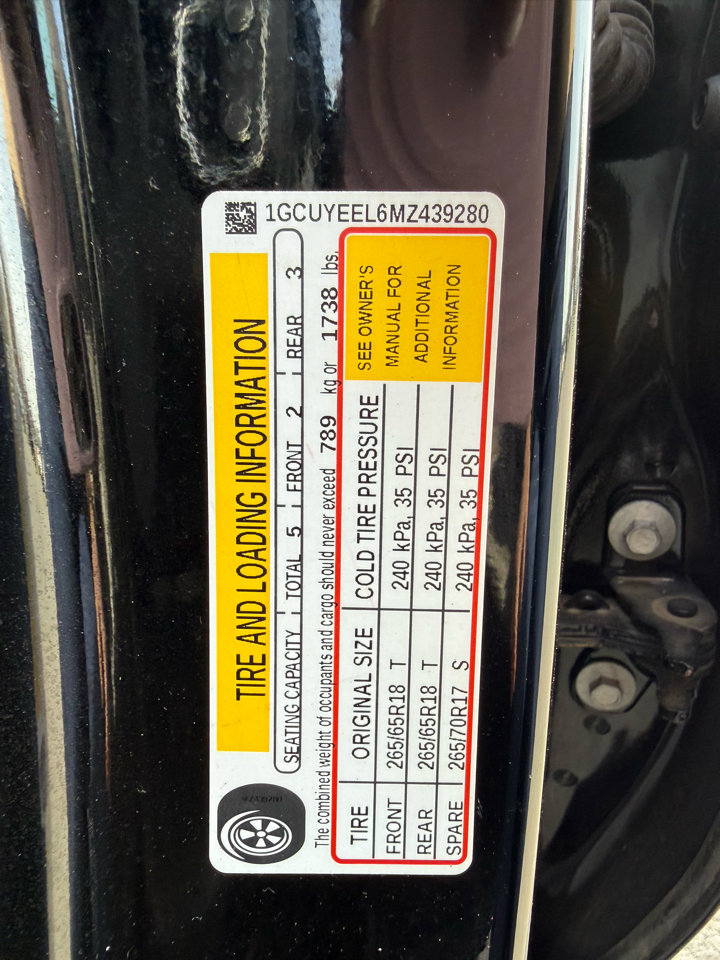 1GCUYEEL6MZ439280
TIRE AND LOADING INFORMATION
SEATING CAPACITY TOTAL 5 FRONT 2 REAR 3
The combined weight of occupants and cargo should never exceed 789 kg or 1738 lbs.
TIRE ORIGINAL SIZE COLD TIRE PRESSURE
FRONT 265/65R18 T 240 kPa, 35 PSI
REAR 265/65R18 T 240 kPa, 35 PSI
SPARE 265/70R17 S 240 kPa, 35 PSI
SEE OWNER'S
MANUAL FOR
ADDITIONAL
INFORMATION